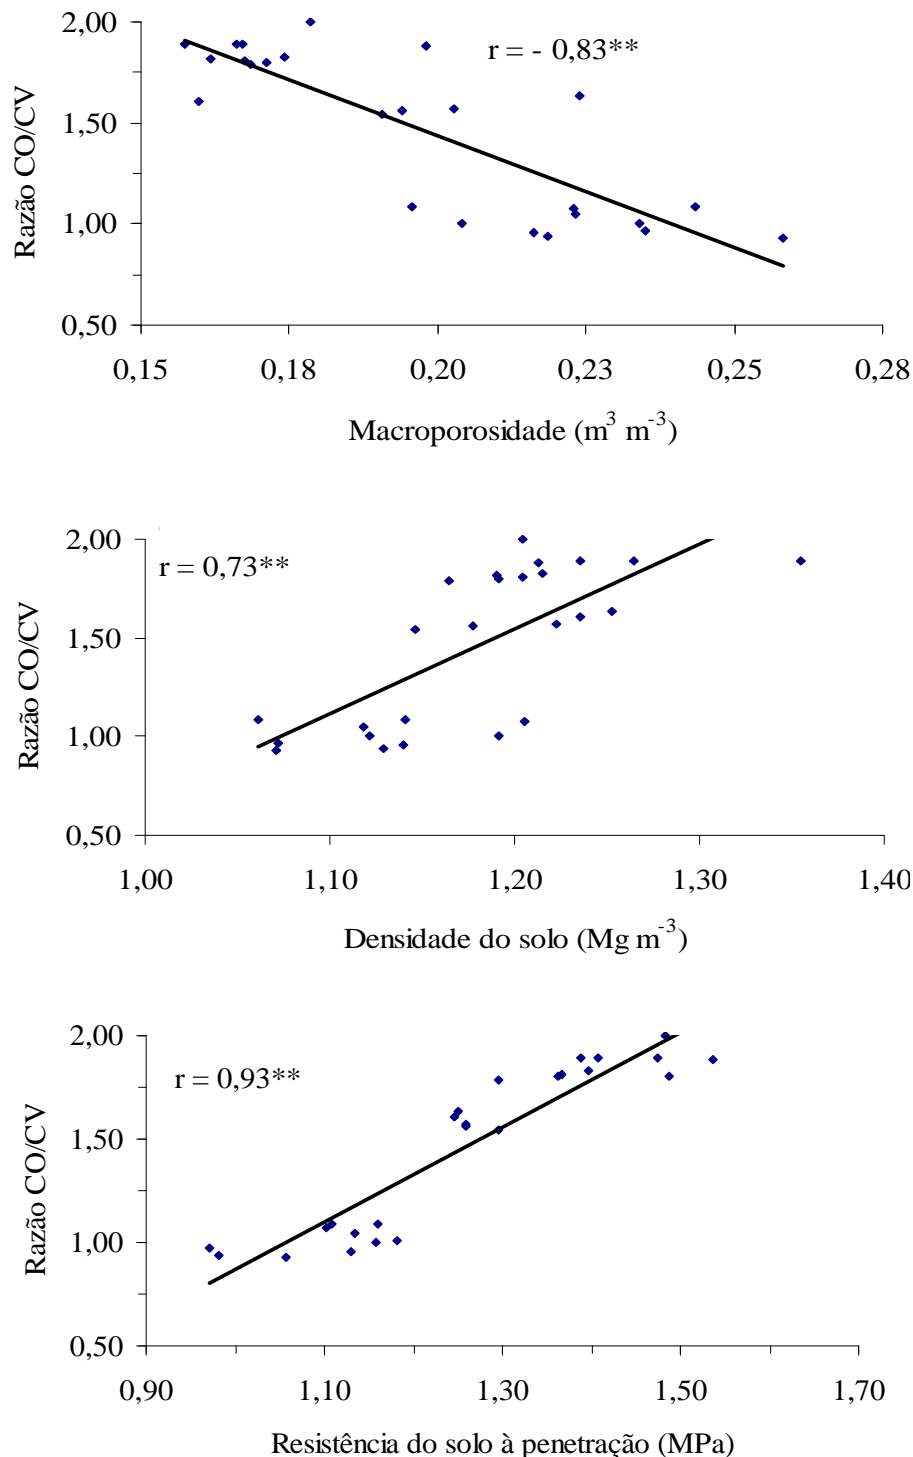 2,00
r = - 0,83**
1,50
Razão CO/CV
1,00
0,50
0,15 0,18 0,20 0,23 0,25 0,28
Macroporosidade (m³ m⁻³)
2,00
r = 0,73**
1,50
Razão CO/CV
1,00
0,50
1,00 1,10 1,20 1,30 1,40
Densidade do solo (Mg m⁻³)
2,00
r = 0,93**
1,50
Razão CO/CV
1,00
0,50
0,90 1,10 1,30 1,50 1,70
Resistência do solo à penetração (MPa)